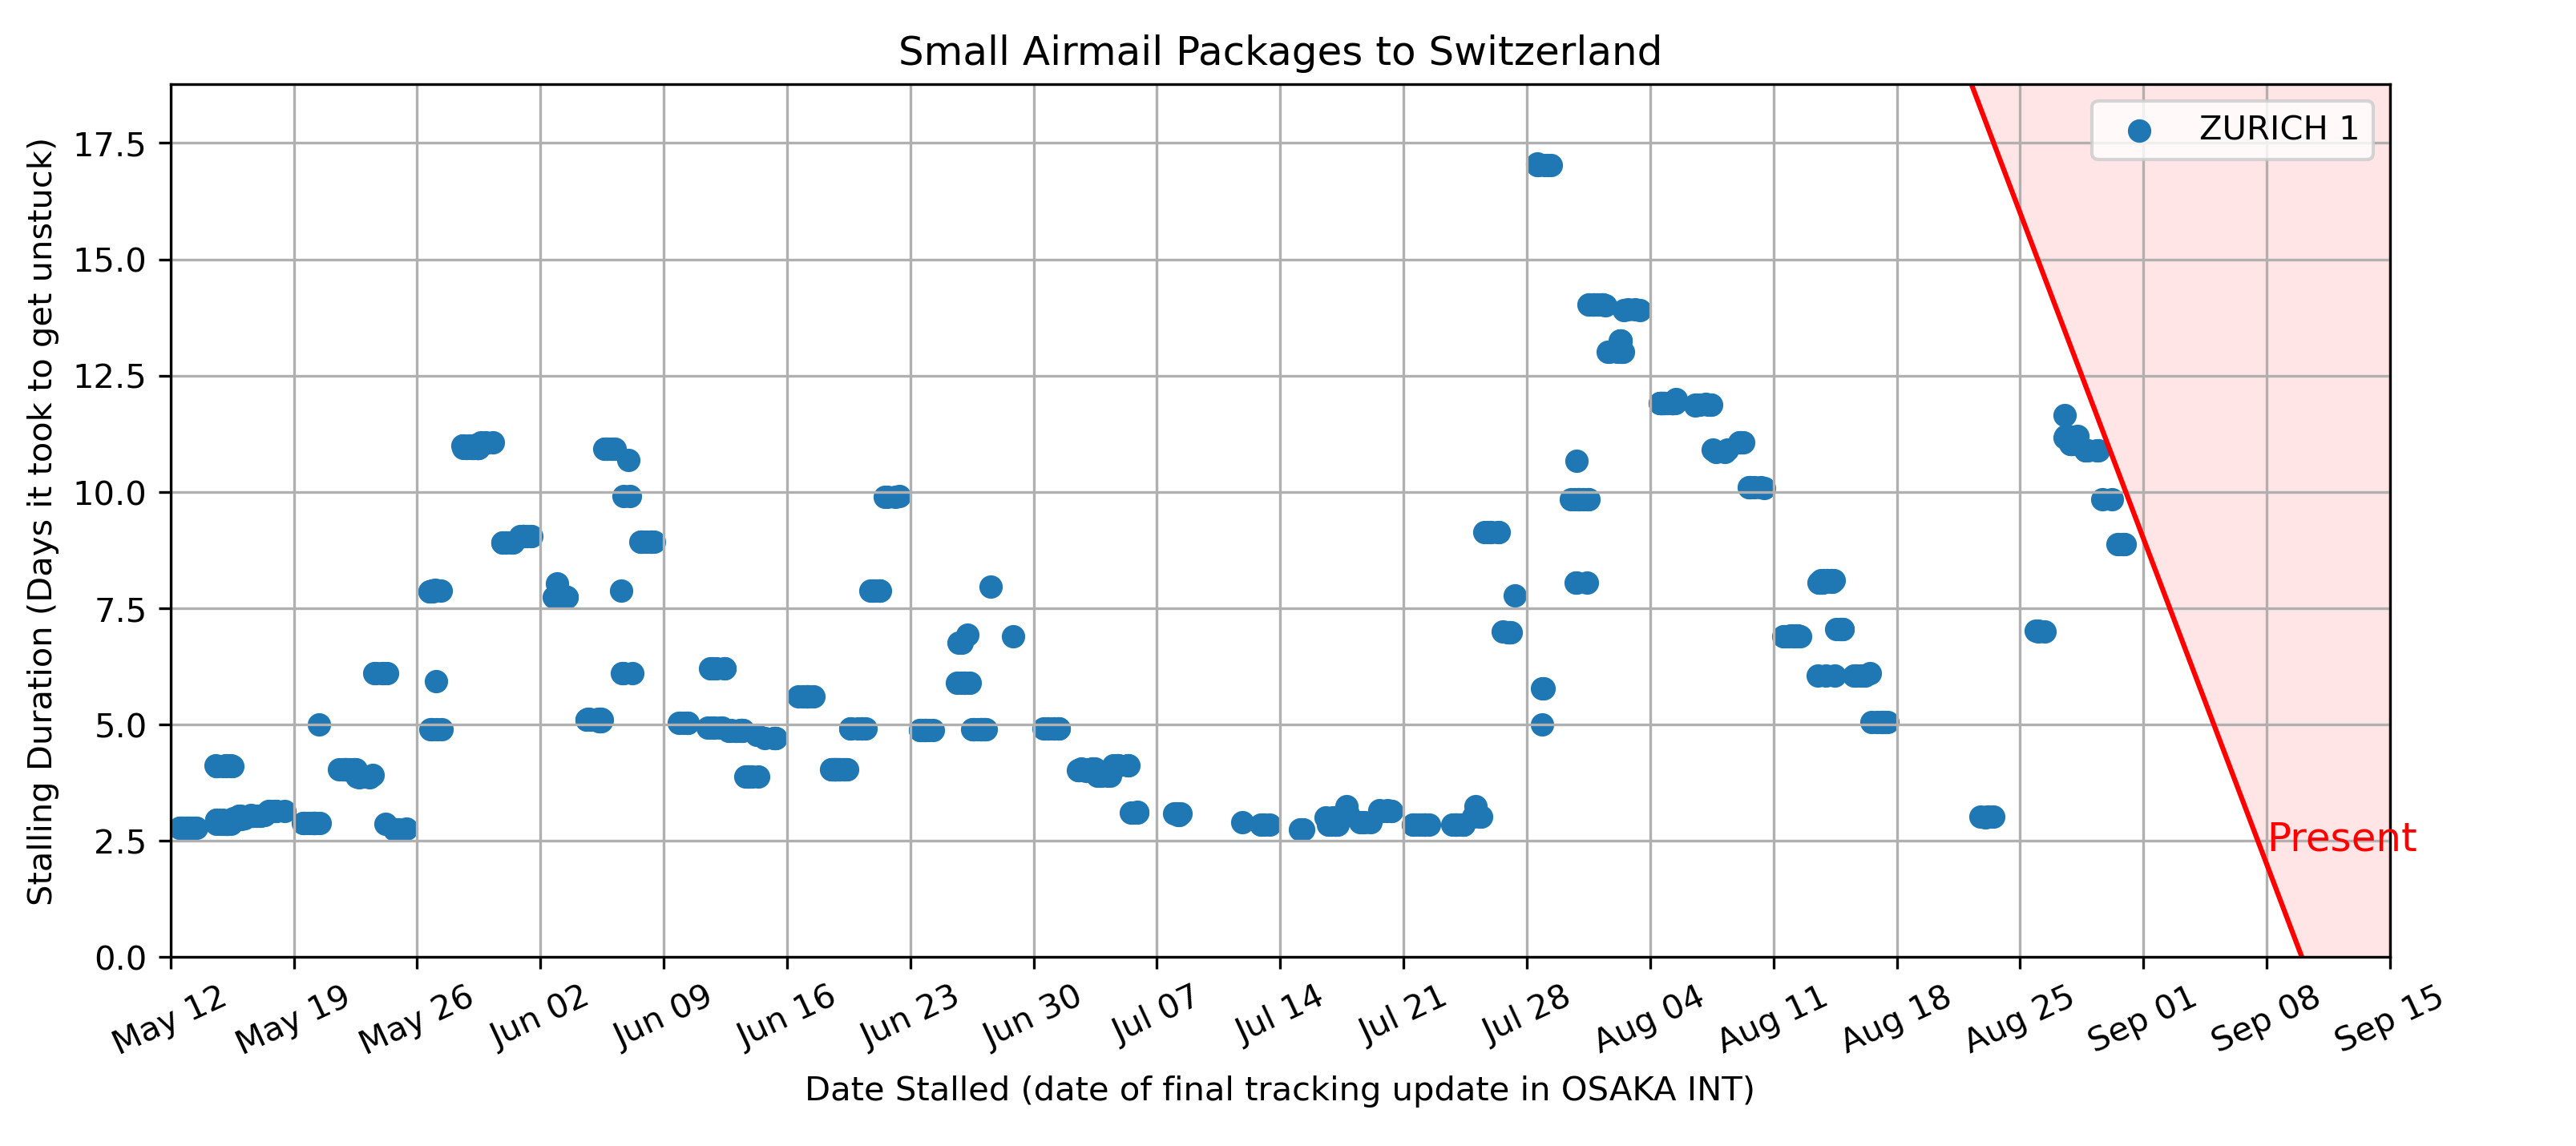 Small Airmail Packages to Switzerland
Stalling Duration (Days it took to get unstuck)
17.5
15.0
12.5
10.0
7.5
5.0
2.5
0.0
ZURICH 1
Present
May 12
May 19
May 26
Jun 02
Jun 09
Jun 16
Jun 23
Jun 30
Jul 07
Jul 14
Jul 21
Jul 28
Aug 04
Aug 11
Aug 18
Aug 25
Sep 01
Sep 08
Sep 15
Date Stalled (date of final tracking update in OSAKA INT)